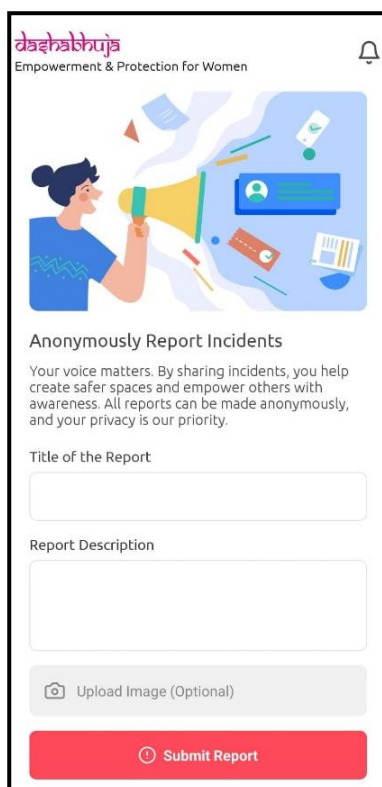 dashabhuja
Empowerment & Protection for Women
Anonymously Report Incidents
Your voice matters. By sharing incidents, you help
create safer spaces and empower others with
awareness. All reports can be made anonymously,
and your privacy is our priority.
Title of the Report
Report Description
Upload Image (Optional)
Submit Report